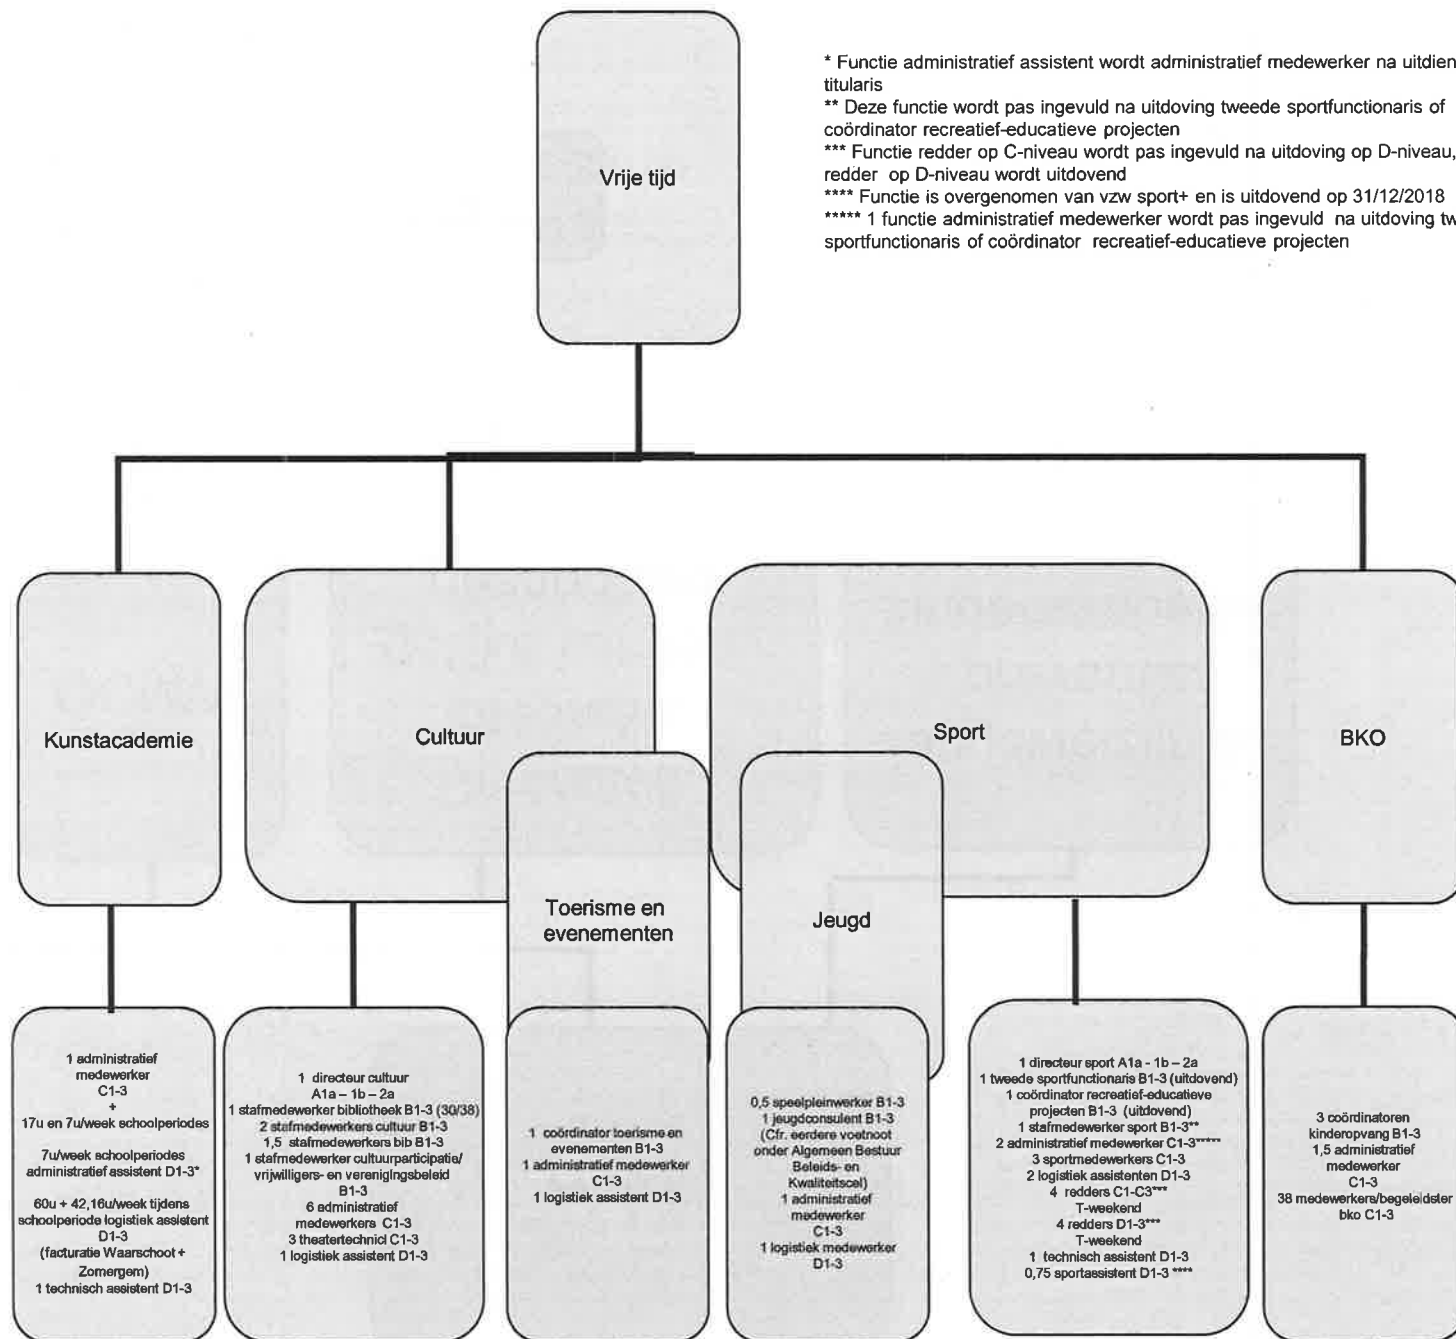 * Functie administratief assistent wordt administratief medewerker na uitdien
titularis
** Deze functie wordt pas ingevuld na uitdoving tweede sportfunctionaris of
coördinator recreatief-educatieve projecten
*** Functie redder op C-niveau wordt pas ingevuld na uitdoving op D-niveau,
redder op D-niveau wordt uitdovend
**** Functie is overgenomen van vzw sport+ en is uitdovend op 31/12/2018
***** 1 functie administratief medewerker wordt pas ingevuld na uitdoving tw
sportfunctionaris of coördinator recreatief-educatieve projecten
Vrije tijd
Kunstacademie
Cultuur
Sport
BKO
Toerisme en
evenementen
Jeugd
1 administratief
medewerker
C1-3
+
17u en 7u/week schoolperiodes
7u/week schoolperiodes
administratief assistent D1-3*
60u + 42,16u/week tijdens
schoolperiode logistiek assistent
D1-3
(facturatie Waarschoot +
Zomergem)
1 technisch assistent D1-3
1 directeur cultuur
A1a – 1b – 2a
1 stafmedewerker bibliotheek B1-3 (30/38)
2 stafmedewerkers cultuur B1-3
1,5 stafmedewerkers bib B1-3
1 stafmedewerker cultuurparticipatie/
vrijwilligers- en verenigingsbeleid
B1-3
6 administratief
medewerkers C1-3
3 theatertechnici C1-3
1 logistiek assistent D1-3
1 coördinator toerisme en
evenementen B1-3
1 administratief medewerker
C1-3
1 logistiek assistent D1-3
0,5 speelpleinwerker B1-3
1 jeugdconsulent B1-3
(Cfr. eerdere voetnoot
onder Algemeen Bestuur
Beleids- en
Kwaliteitscel)
1 administratief
medewerker
C1-3
1 logistiek medewerker
D1-3
1 directeur sport A1a - 1b – 2a
1 tweede sportfunctionaris B1-3 (uitdovend)
1 coördinator recreatief-educatieve
projecten B1-3 (uitdovend)
1 stafmedewerker sport B1-3**
2 administratief medewerker C1-3*****
3 sportmedewerkers C1-3
2 logistiek assistenten D1-3
4 redders C1-C3***
T-weekend
4 redders D1-3***
T-weekend
1 technisch assistent D1-3
0,75 sportassistent D1-3 ****
3 coördinatoren
kinderopvang B1-3
1,5 administratief
medewerker
C1-3
38 medewerkers/begeleidster
bko C1-3